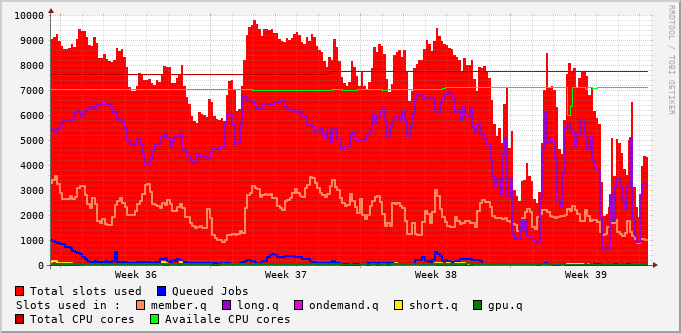 10000
9000
8000
7000
6000
5000
4000
3000
2000
1000
0
Week 36 Week 37 Week 38 Week 39
RRDTOOL / TOBI OETIKER
Total slots used Queued Jobs
Slots used in : member.q long.q ondemand.q short.q gpu.q
Total CPU cores Availale CPU cores